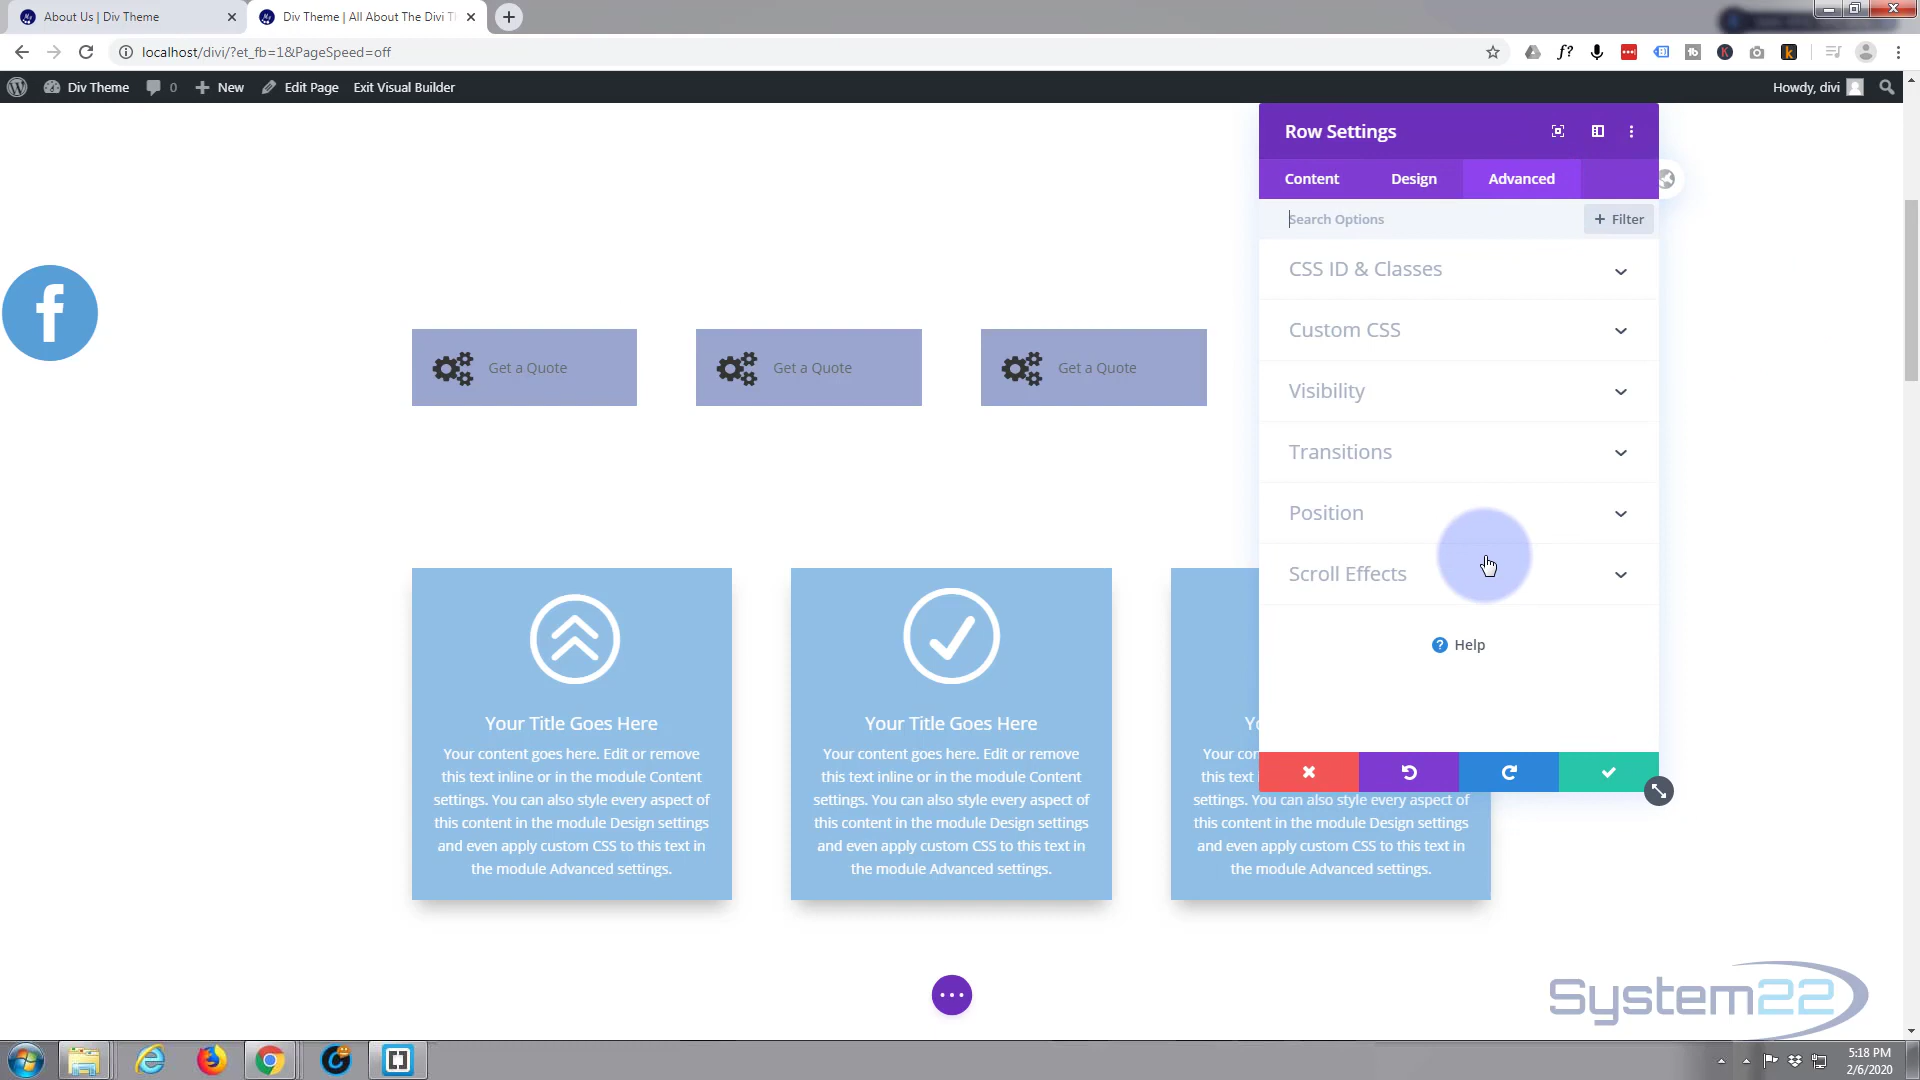 About Us | Div Theme
Div Theme | All About The Divi Th
localhost/divi/?et_fb=1&PageSpeed=off
Div Theme
0
New
Edit Page
Exit Visual Builder
Howdy, divi
Row Settings
Content
Design
Advanced
Search Options
+ Filter
CSS ID & Classes
Custom CSS
Visibility
Transitions
Position
Scroll Effects
? Help
Get a Quote
Get a Quote
Get a Quote
Your Title Goes Here
Your content goes here. Edit or remove
this text inline or in the module Content
settings. You can also style every aspect of
this content in the module Design settings
and even apply custom CSS to this text in
the module Advanced settings.
Your Title Goes Here
Your content goes here. Edit or remove
this text inline or in the module Content
settings. You can also style every aspect of
this content in the module Design settings
and even apply custom CSS to this text in
the module Advanced settings.
Yo
Your con
this text i
settings. You can also style every aspect of
this content in the module Design settings
and even apply custom CSS to this text in
the module Advanced settings.
System22
5:18 PM
2/6/2020